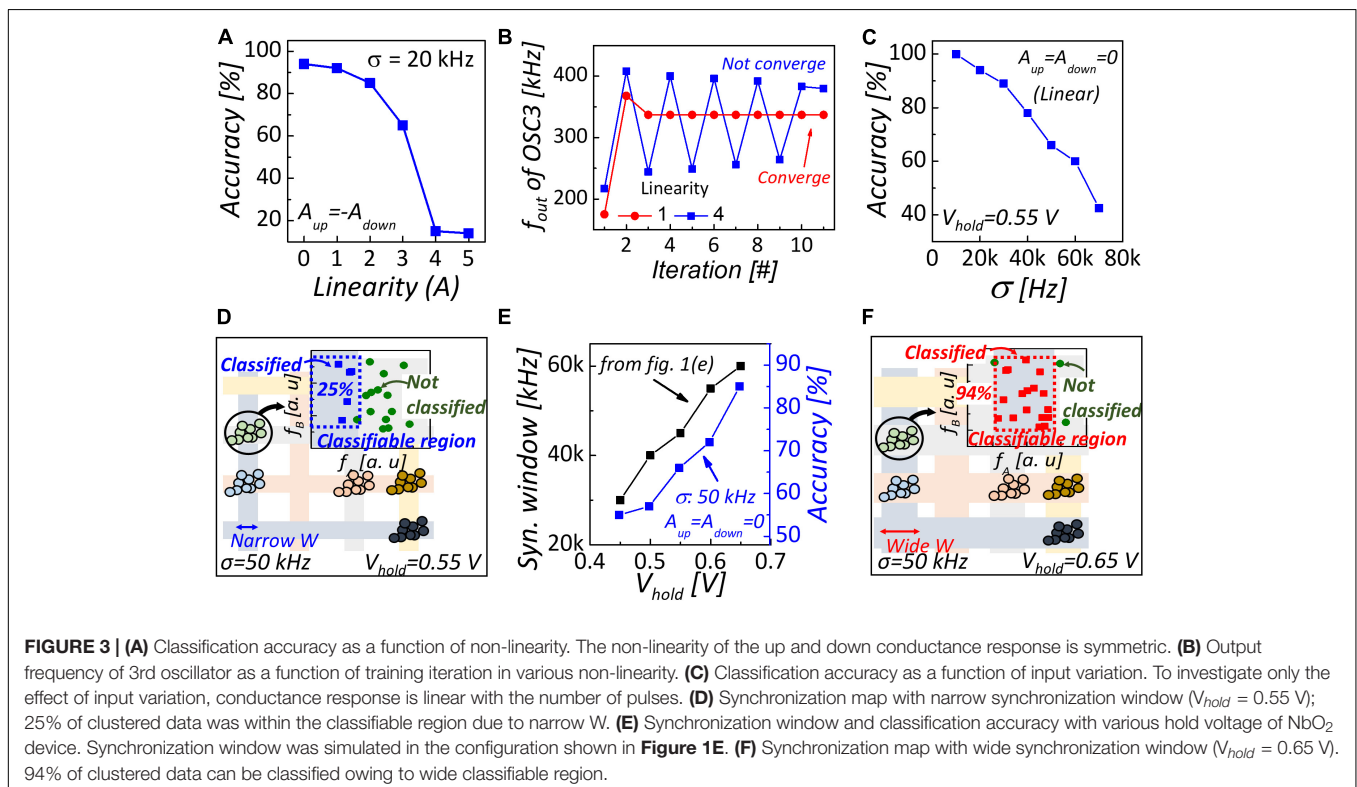 A
100
80
60
40
20
Accuracy [%]
σ = 20 kHz
A_up=-A_down
0 1 2 3 4 5
Linearity (A)
B
400
300
200
f_out of OSC3 [kHz]
Not converge
Converge
Linearity
1 4
2 4 6 8 10
Iteration [#]
C
100
80
60
40
Accuracy [%]
A_up=A_down=0
(Linear)
V_hold=0.55 V
0 20k 40k 60k 80k
σ [Hz]
D
Classified
25%
Not
classified
Classifiable region
f_B [a. u]
f_A [a. u]
Narrow W
σ=50 kHz
V_hold=0.55 V
E
60k
40k
20k
Syn. window [kHz]
from fig. 1(e)
σ: 50 kHz
A_up=A_down=0
90
80
70
60
50
Accuracy [%]
0.4 0.5 0.6 0.7
V_hold [V]
F
Classified
94%
Not
classified
Classifiable region
f_B [a. u]
f_A [a. u]
Wide W
σ=50 kHz
V_hold=0.65 V
FIGURE 3 | (A) Classification accuracy as a function of non-linearity. The non-linearity of the up and down conductance response is symmetric. (B) Output
frequency of 3rd oscillator as a function of training iteration in various non-linearity. (C) Classification accuracy as a function of input variation. To investigate only the
effect of input variation, conductance response is linear with the number of pulses. (D) Synchronization map with narrow synchronization window (V_hold = 0.55 V);
25% of clustered data was within the classifiable region due to narrow W. (E) Synchronization window and classification accuracy with various hold voltage of NbO₂
device. Synchronization window was simulated in the configuration shown in Figure 1E. (F) Synchronization map with wide synchronization window (V_hold = 0.65 V).
94% of clustered data can be classified owing to wide classifiable region.